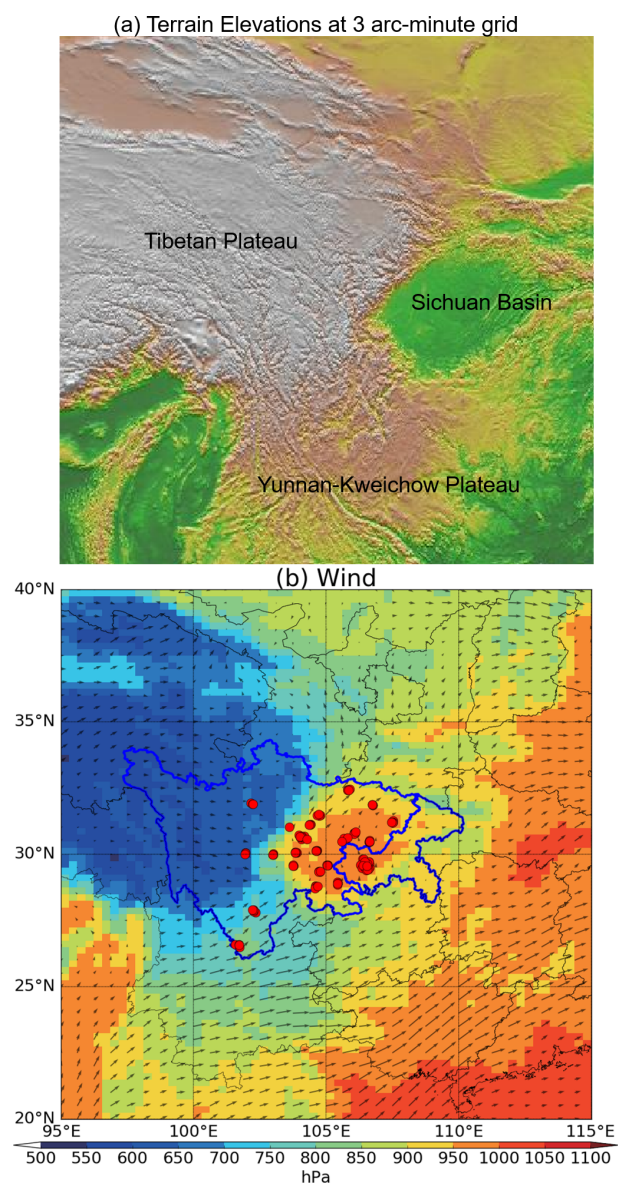 (a) Terrain Elevations at 3 arc-minute grid
Tibetan Plateau
Sichuan Basin
Yunnan-Kweichow Plateau
(b) Wind
40°N
35°N
30°N
25°N
20°N
95°E 100°E 105°E 110°E 115°E
500 550 600 650 700 750 800 850 900 950 1000 1050 1100
hPa